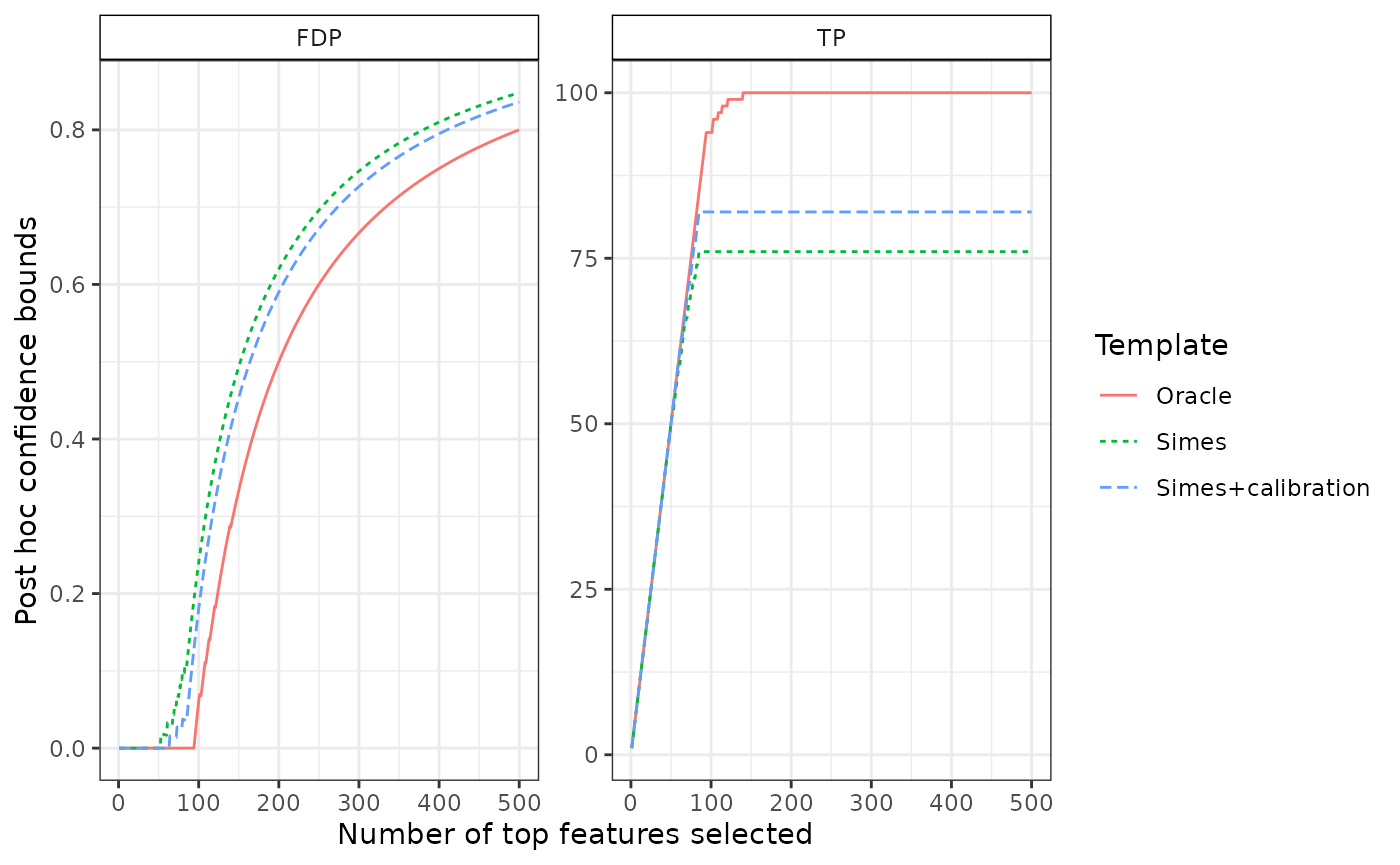 FDP
TP
Post hoc confidence bounds
0.8
0.6
0.4
0.2
0.0
100
75
50
25
0
0 100 200 300 400 500
0 100 200 300 400 500
Number of top features selected
Template
Oracle
Simes
Simes+calibration